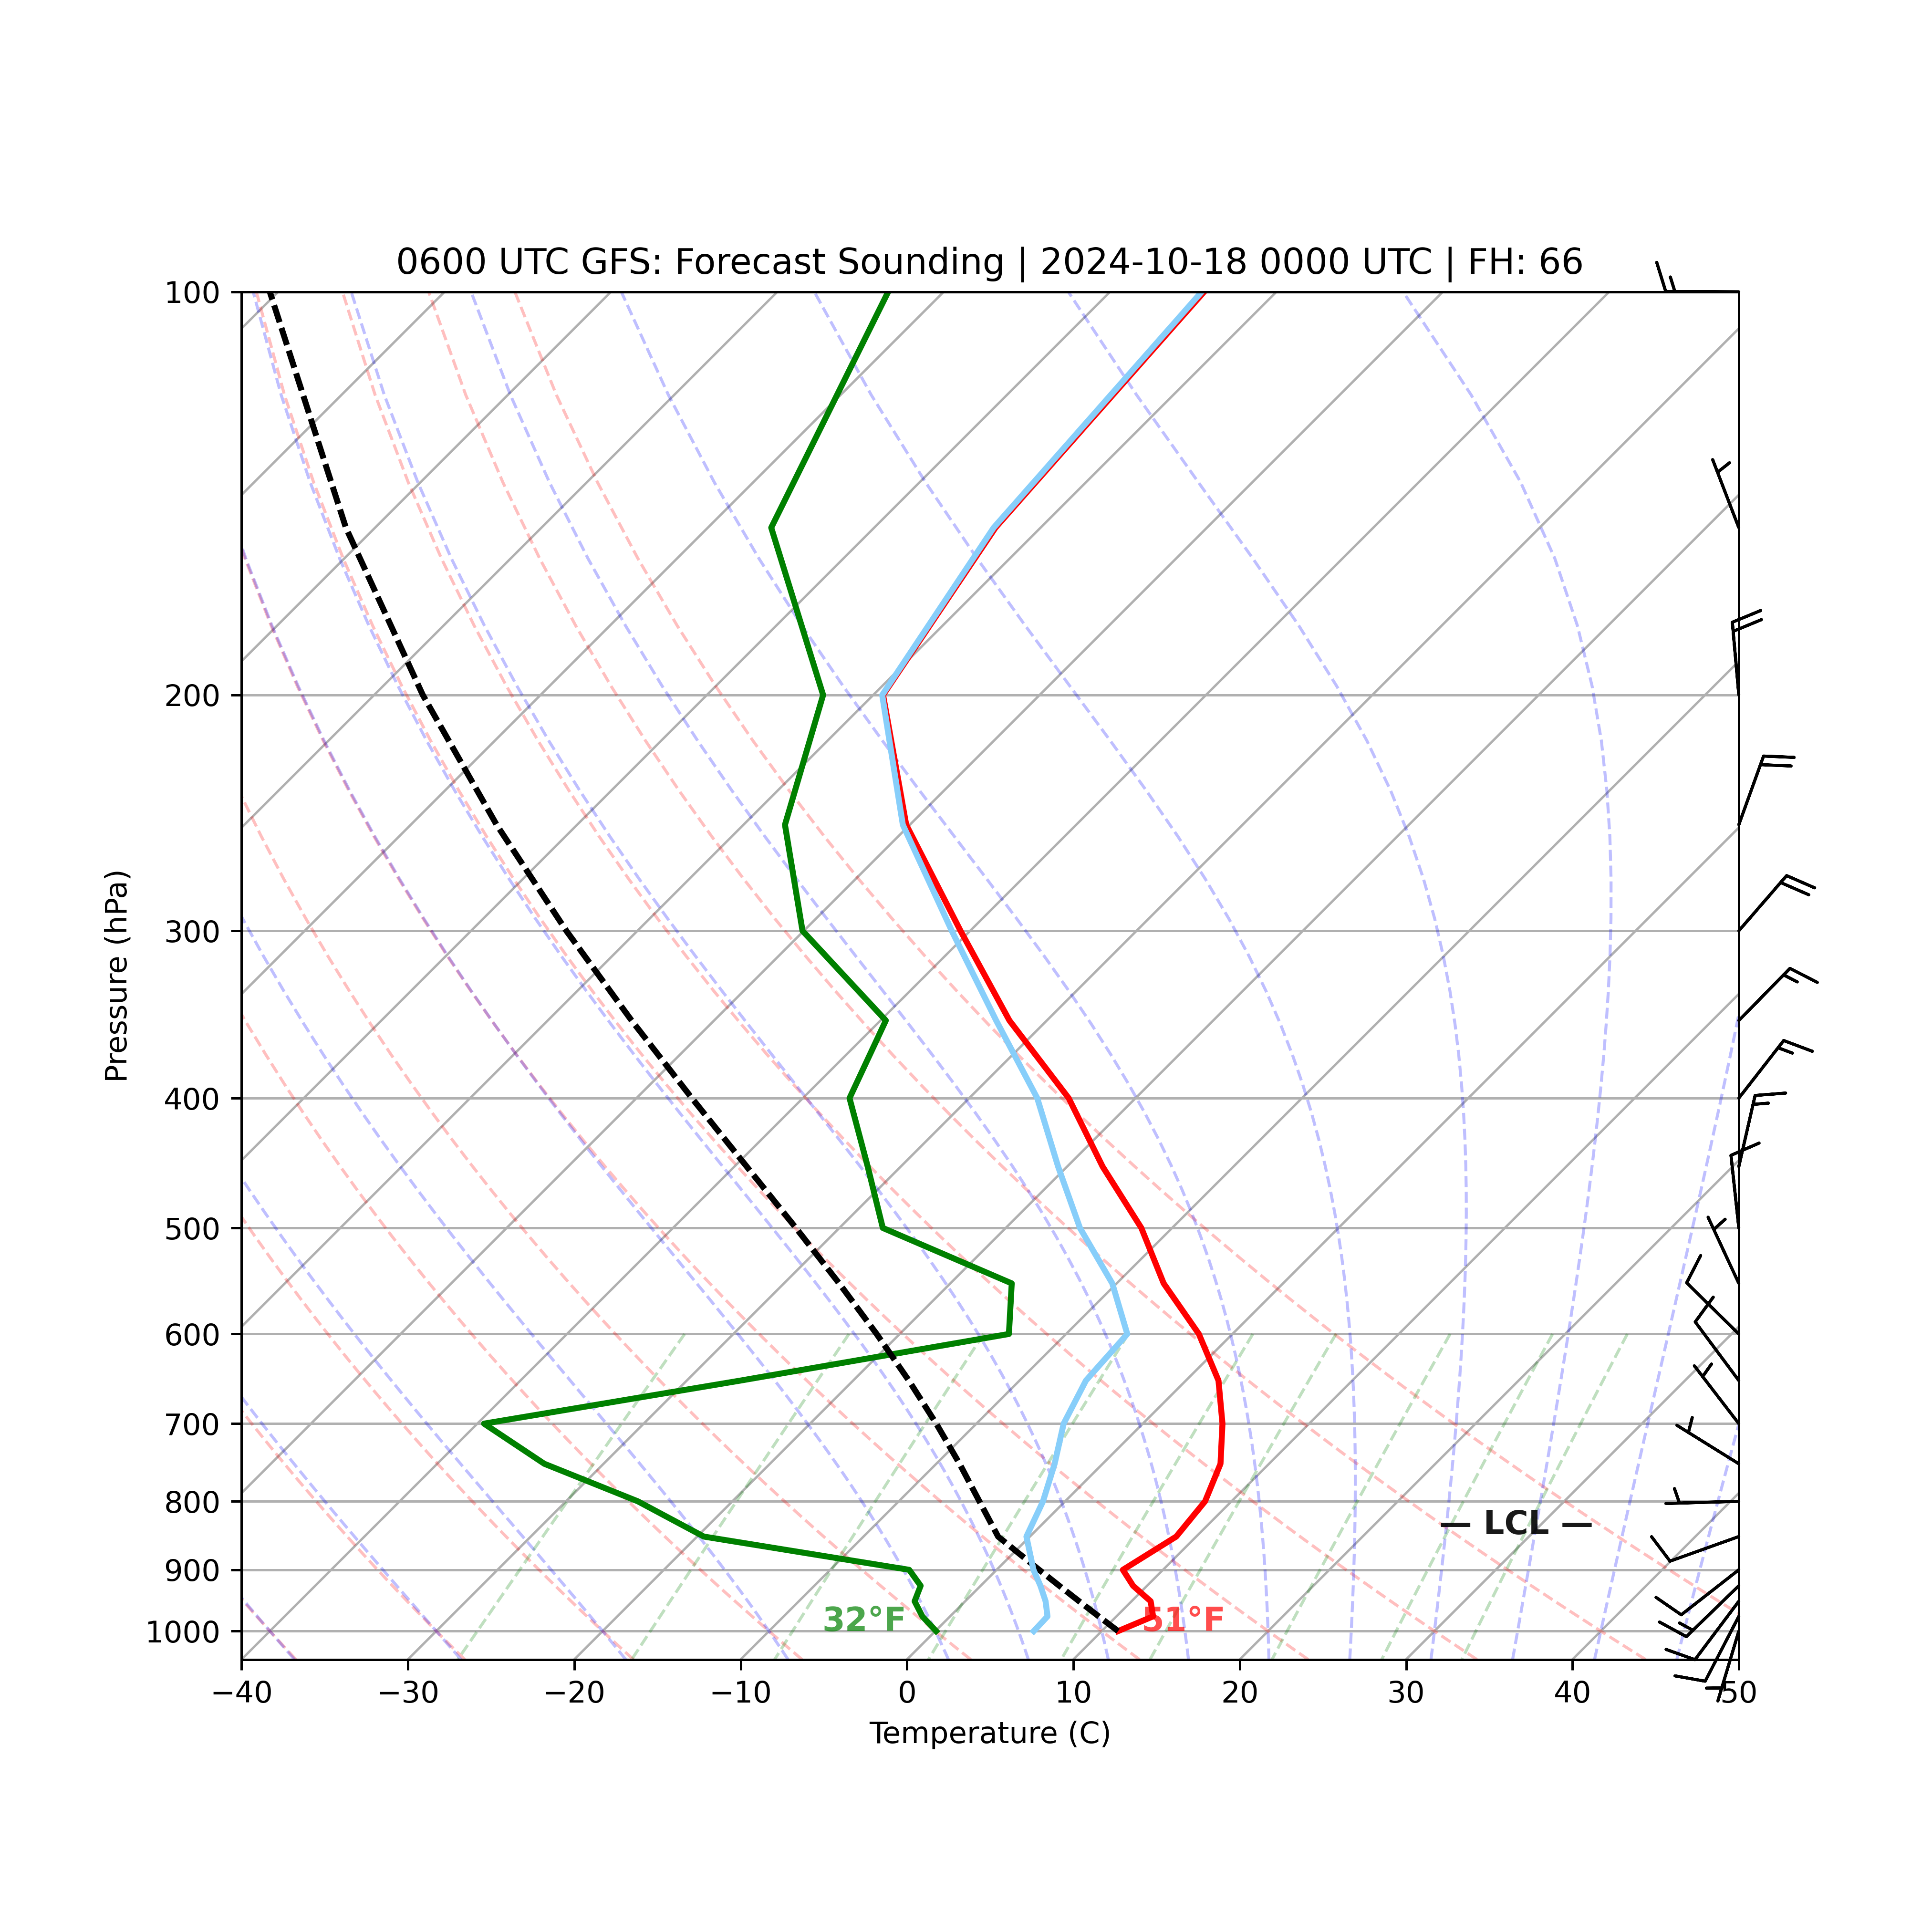 0600 UTC GFS: Forecast Sounding | 2024-10-18 0000 UTC | FH: 66
100
200
300
400
500
600
700
800
900
1000
Pressure (hPa)
— LCL —
32°F
51°F
−40 −30 −20 −10 0 10 20 30 40 50
Temperature (C)